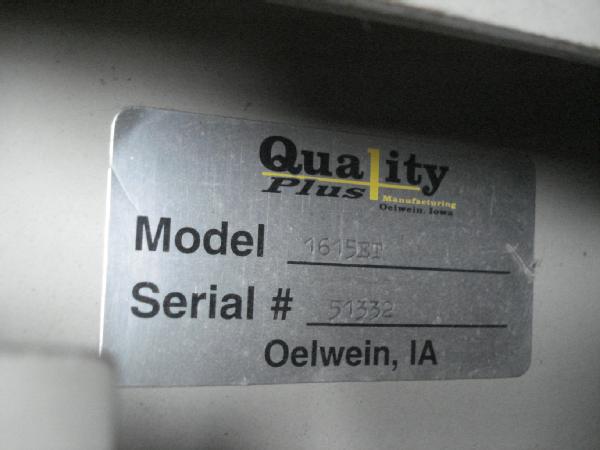 Quality
Plus Manufacturing
Oelwein, Iowa
Model 1615ET
Serial # 51332
Oelwein, IA